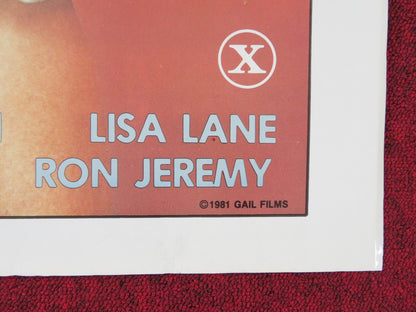 X
LISA LANE
RON JEREMY
©1981 GAIL FILMS